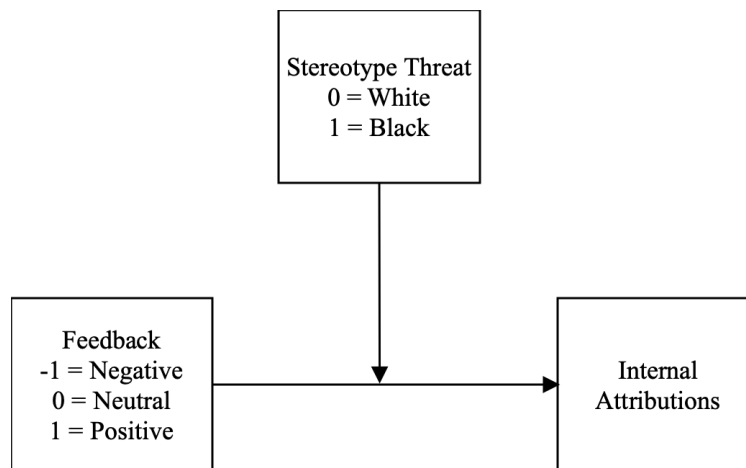 Stereotype Threat
0 = White
1 = Black
Feedback
-1 = Negative
0 = Neutral
1 = Positive
Internal
Attributions